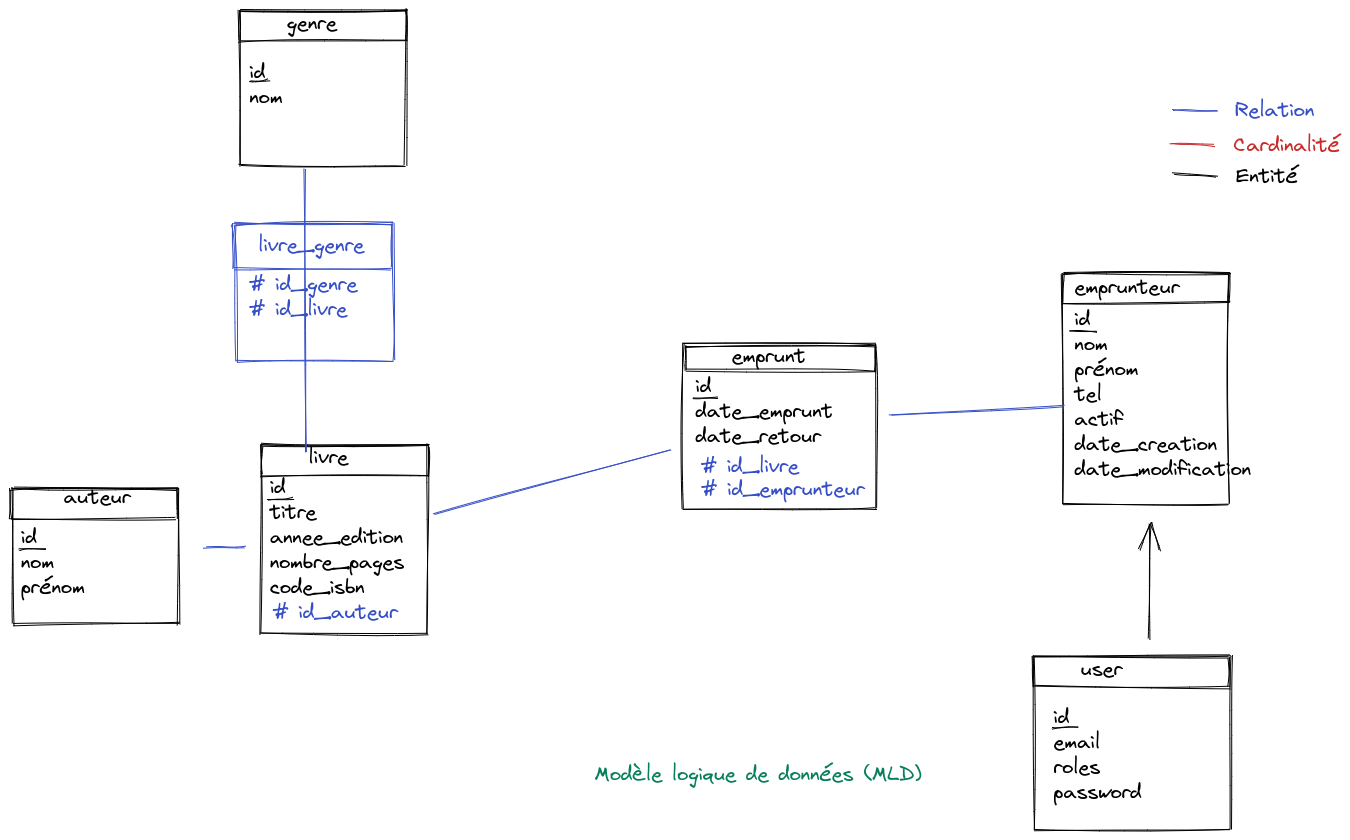 genre
id
nom
Relation
Cardinalité
Entité
livre_genre
# id_genre
# id_livre
emprunteur
id
nom
prénom
tel
actif
date_creation
date_modification
emprunt
id
date_emprunt
date_retour
# id_livre
# id_emprunteur
livre
id
titre
annee_edition
nombre_pages
code_isbn
# id_auteur
auteur
id
nom
prénom
user
id
email
roles
password
Modèle logique de données (MLD)